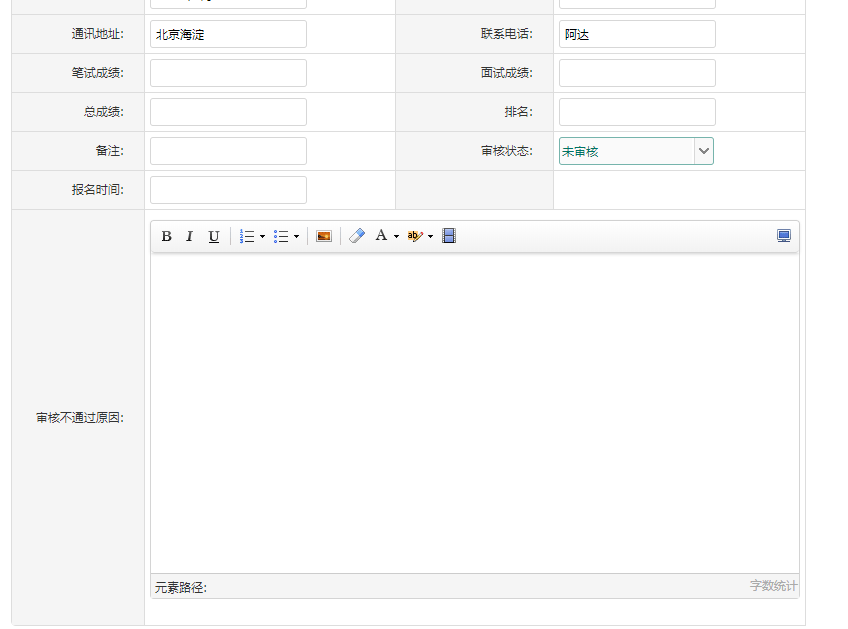 通讯地址: 北京海淀 联系电话: 阿达
笔试成绩: 面试成绩:
总成绩: 排名:
备注: 审核状态: 未审核
报名时间:
B I U A ab
审核不通过原因:
元素路径: 字数统计